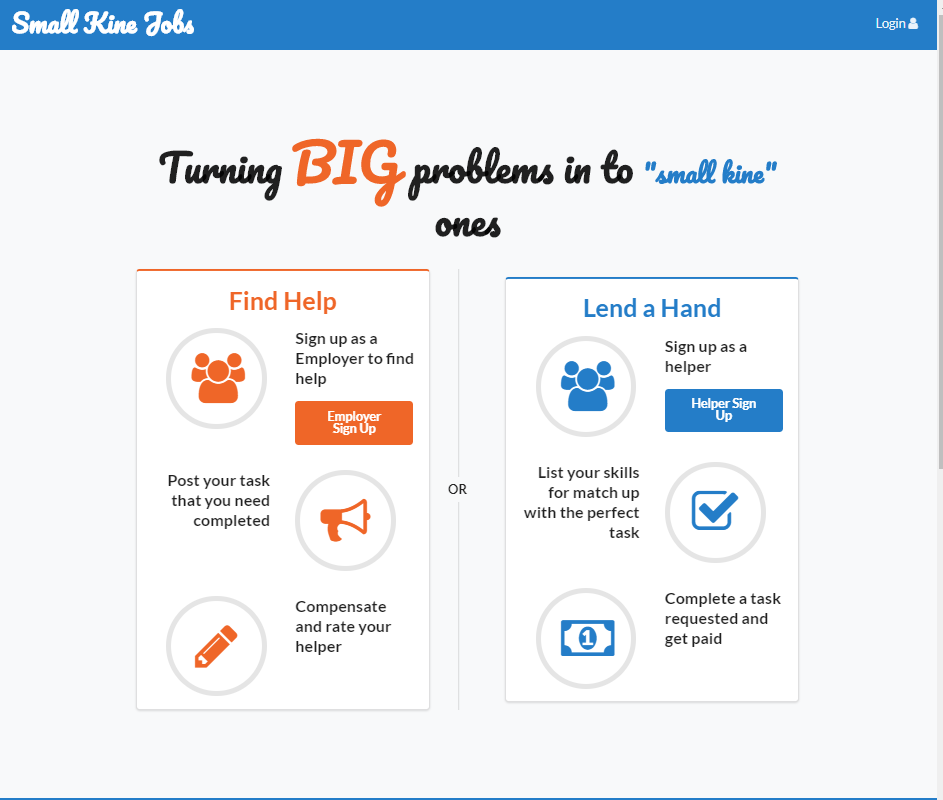 Small Kine Jobs
Login
Turning BIG problems in to "small kine"
ones
Find Help
Sign up as a
Employer to find
help
Employer
Sign Up
Post your task
that you need
completed
Compensate
and rate your
helper
OR
Lend a Hand
Sign up as a
helper
Helper Sign
Up
List your skills
for match up
with the perfect
task
1
Complete a task
requested and
get paid